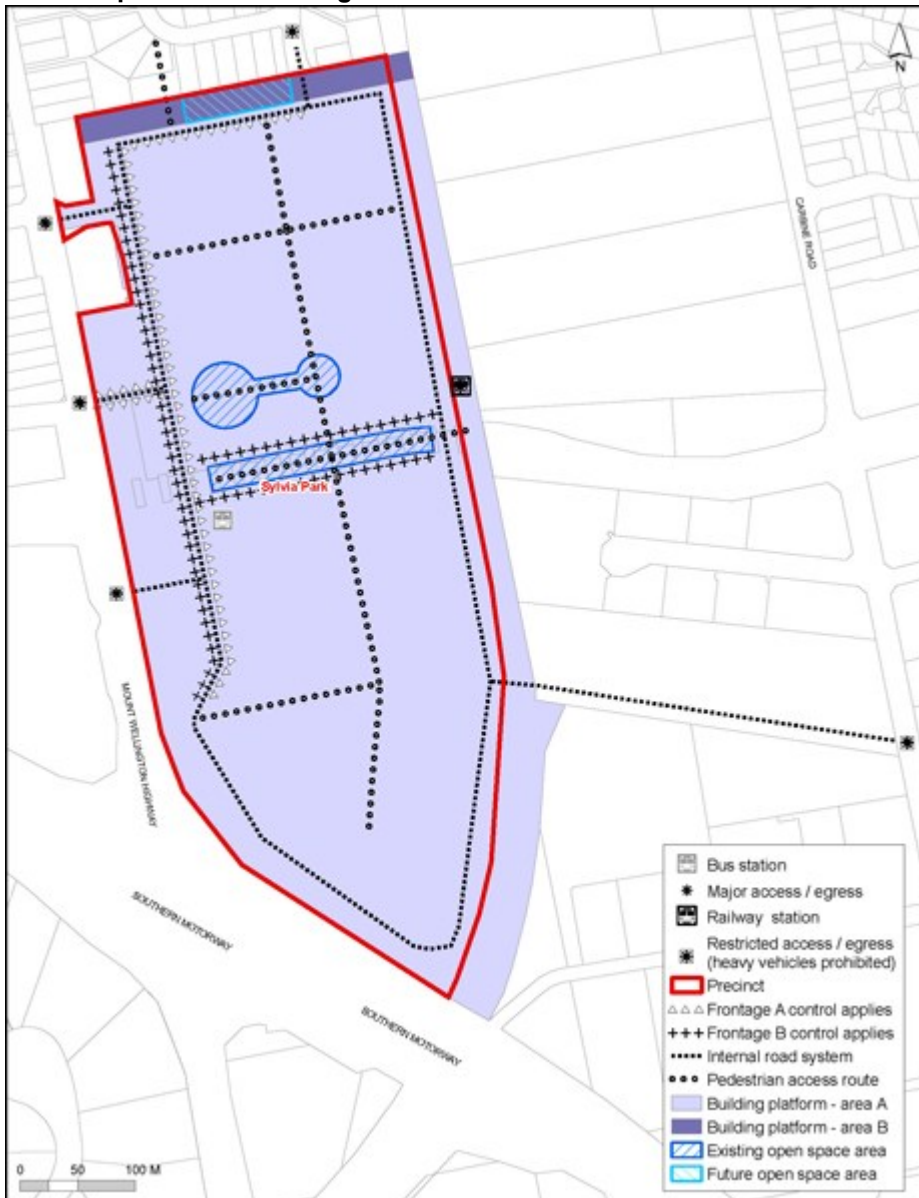 N
CARBINE ROAD
Sylvia Park
MOUNT WELLINGTON HIGHWAY
SOUTHERN MOTORWAY
SOUTHERN MOTORWAY
Bus station
Major access / egress
Railway station
Restricted access / egress
(heavy vehicles prohibited)
Precinct
Frontage A control applies
Frontage B control applies
Internal road system
Pedestrian access route
Building platform - area A
Building platform - area B
Existing open space area
Future open space area
0 50 100 M